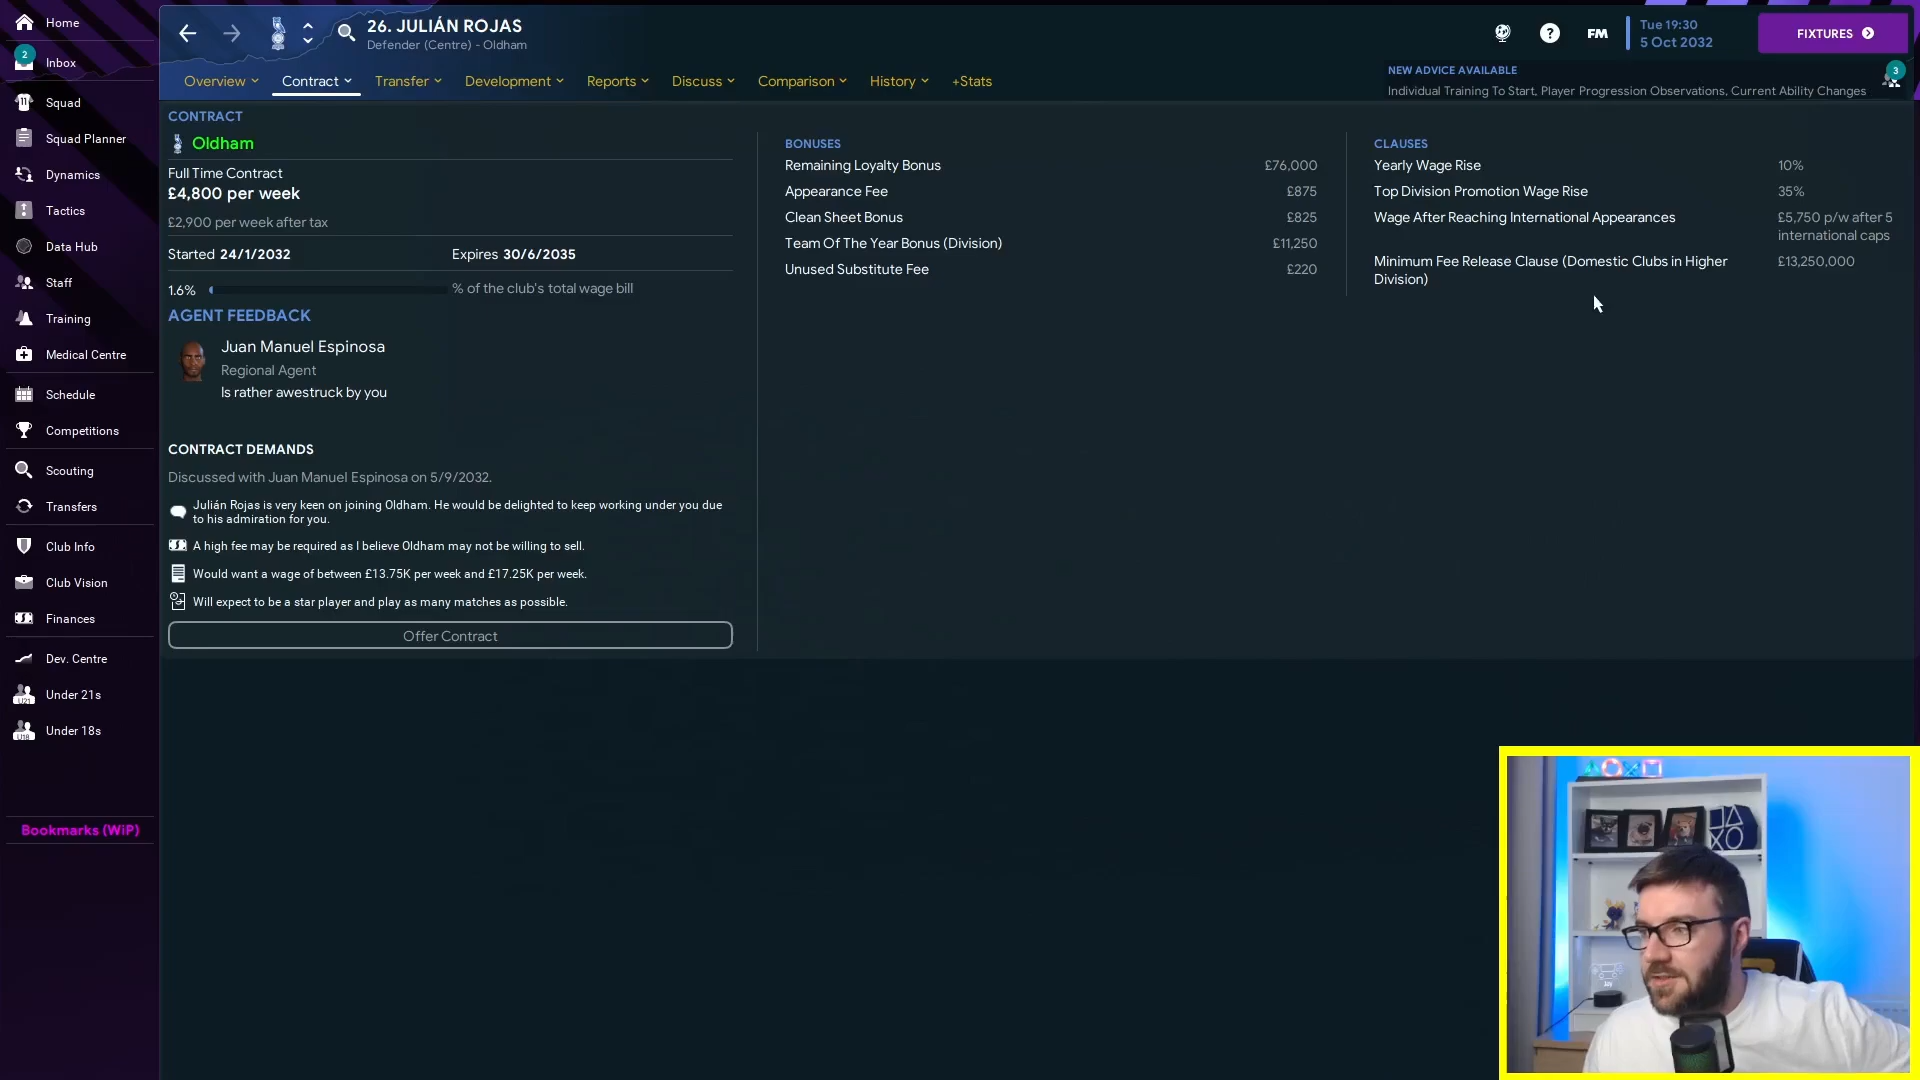 Home
2
Inbox
Squad
Squad Planner
Dynamics
Tactics
Data Hub
Staff
Training
Medical Centre
Schedule
Competitions
Scouting
Transfers
Club Info
Club Vision
Finances
Dev. Centre
U21
Under 21s
U18
Under 18s
Bookmarks (WiP)
26. JULIÁN ROJAS
Defender (Centre) - Oldham
FM
Tue 19:30
5 Oct 2032
FIXTURES
Overview
Contract
Transfer
Development
Reports
Discuss
Comparison
History
+Stats
NEW ADVICE AVAILABLE
3
Individual Training To Start, Player Progression Observations, Current Ability Changes
CONTRACT
Oldham
Full Time Contract
£4,800 per week
£2,900 per week after tax
Started 24/1/2032
Expires 30/6/2035
1.6%
% of the club's total wage bill
AGENT FEEDBACK
Juan Manuel Espinosa
Regional Agent
Is rather awestruck by you
CONTRACT DEMANDS
Discussed with Juan Manuel Espinosa on 5/9/2032.
Julián Rojas is very keen on joining Oldham. He would be delighted to keep working under you due
to his admiration for you.
A high fee may be required as I believe Oldham may not be willing to sell.
Would want a wage of between £13.75K per week and £17.25K per week.
Will expect to be a star player and play as many matches as possible.
Offer Contract
BONUSES
Remaining Loyalty Bonus £76,000
Appearance Fee £875
Clean Sheet Bonus £825
Team Of The Year Bonus (Division) £11,250
Unused Substitute Fee £220
CLAUSES
Yearly Wage Rise 10%
Top Division Promotion Wage Rise 35%
Wage After Reaching International Appearances £5,750 p/w after 5
international caps
Minimum Fee Release Clause (Domestic Clubs in Higher £13,250,000
Division)